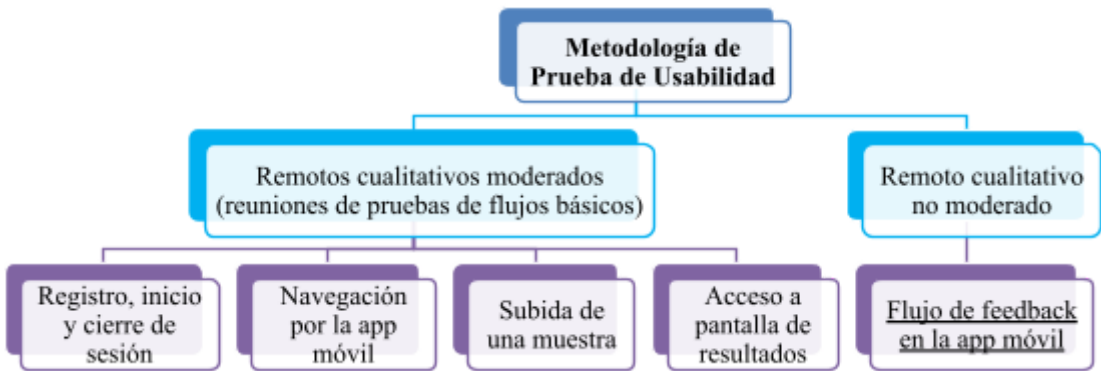 Metodología de
Prueba de Usabilidad
Remotos cualitativos moderados
(reuniones de pruebas de flujos básicos)
Remoto cualitativo
no moderado
Registro, inicio
y cierre de
sesión
Navegación
por la app
móvil
Subida de
una muestra
Acceso a
pantalla de
resultados
Flujo de feedback
en la app móvil